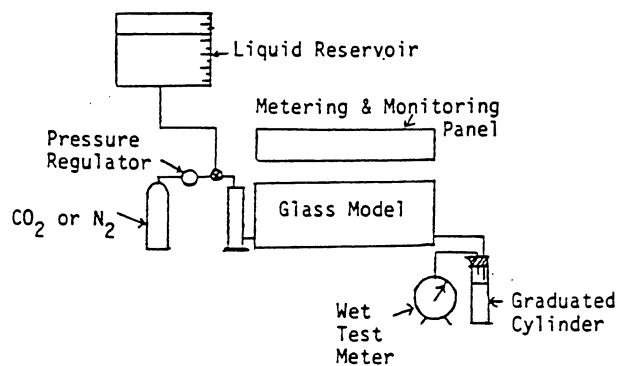 Liquid Reservoir
Metering & Monitoring
Panel
Pressure
Regulator
Glass Model
CO₂ or N₂
Graduated
Cylinder
Wet
Test
Meter